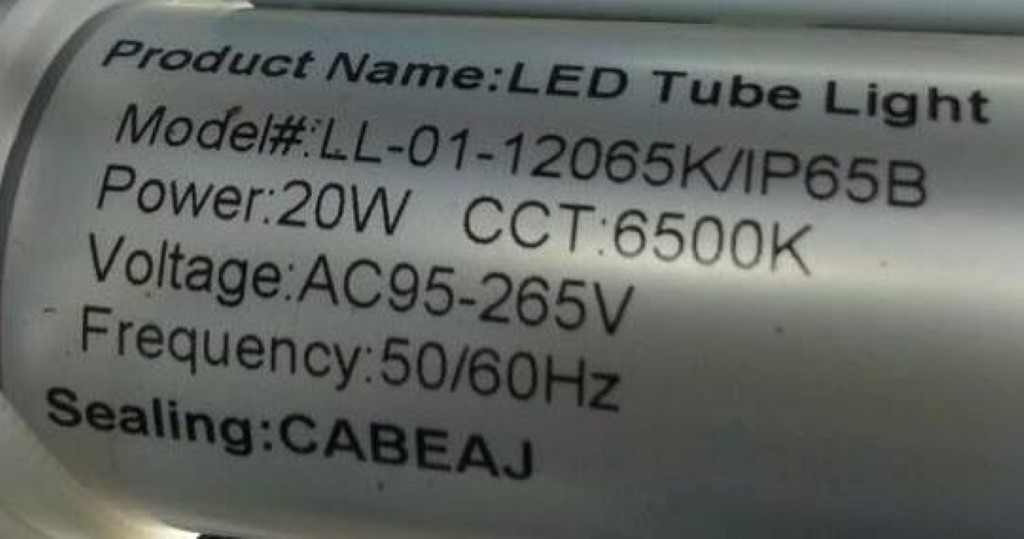 Product Name:LED Tube Light
Model#:LL-01-12065K/IP65B
Power:20W CCT:6500K
Voltage:AC95-265V
Frequency:50/60Hz
Sealing:CABEAJ